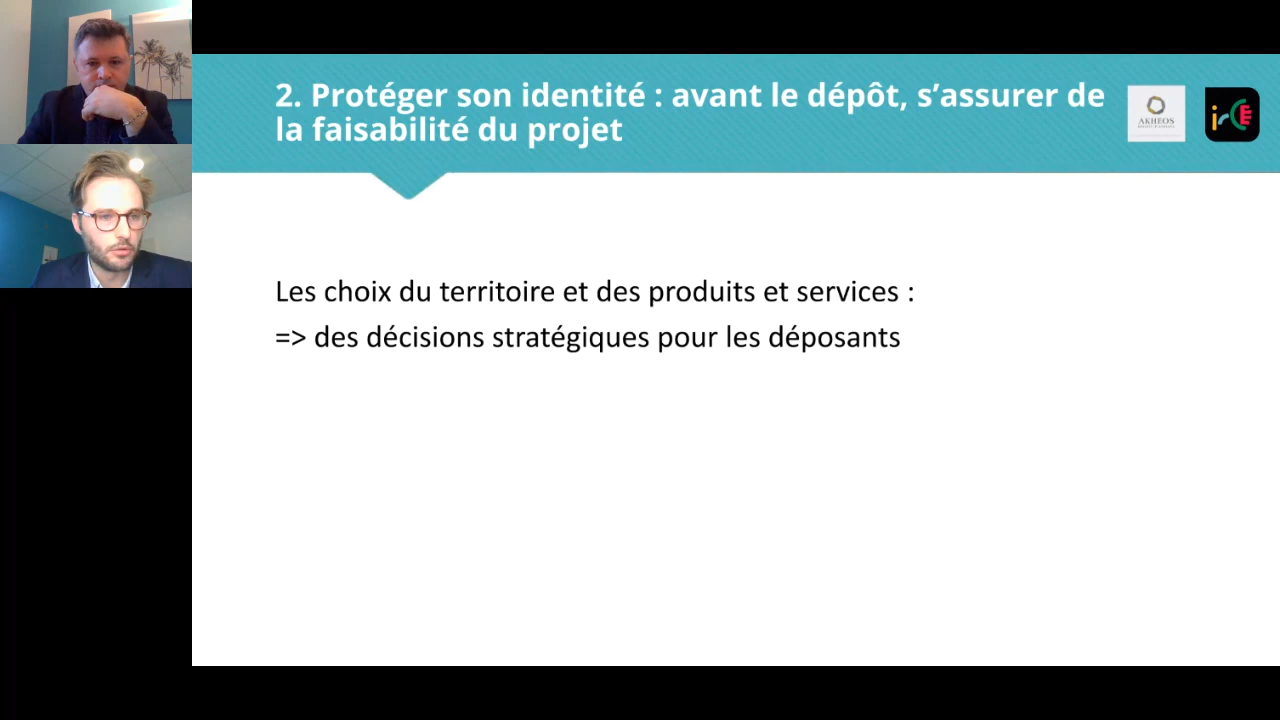 2. Protéger son identité : avant le dépôt, s’assurer de
la faisabilité du projet
AKHEOS
irCE
Les choix du territoire et des produits et services :
=> des décisions stratégiques pour les déposants